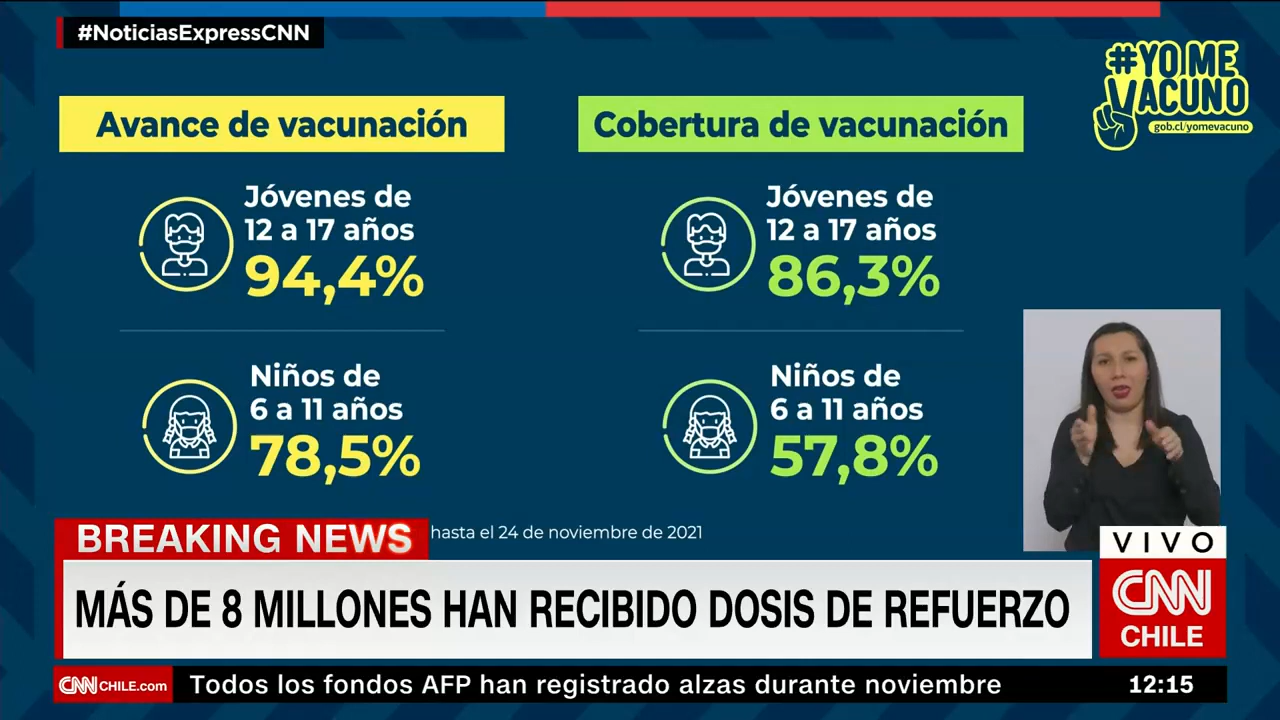 #NoticiasExpressCNN
#YO ME
VACUNO
gob.cl/yomevacuno
Avance de vacunación
Jóvenes de
12 a 17 años
94,4%
Niños de
6 a 11 años
78,5%
Cobertura de vacunación
Jóvenes de
12 a 17 años
86,3%
Niños de
6 a 11 años
57,8%
hasta el 24 de noviembre de 2021
BREAKING NEWS
MÁS DE 8 MILLONES HAN RECIBIDO DOSIS DE REFUERZO
VIVO
CNN
CHILE
CNNCHILE.com
Todos los fondos AFP han registrado alzas durante noviembre
12:15